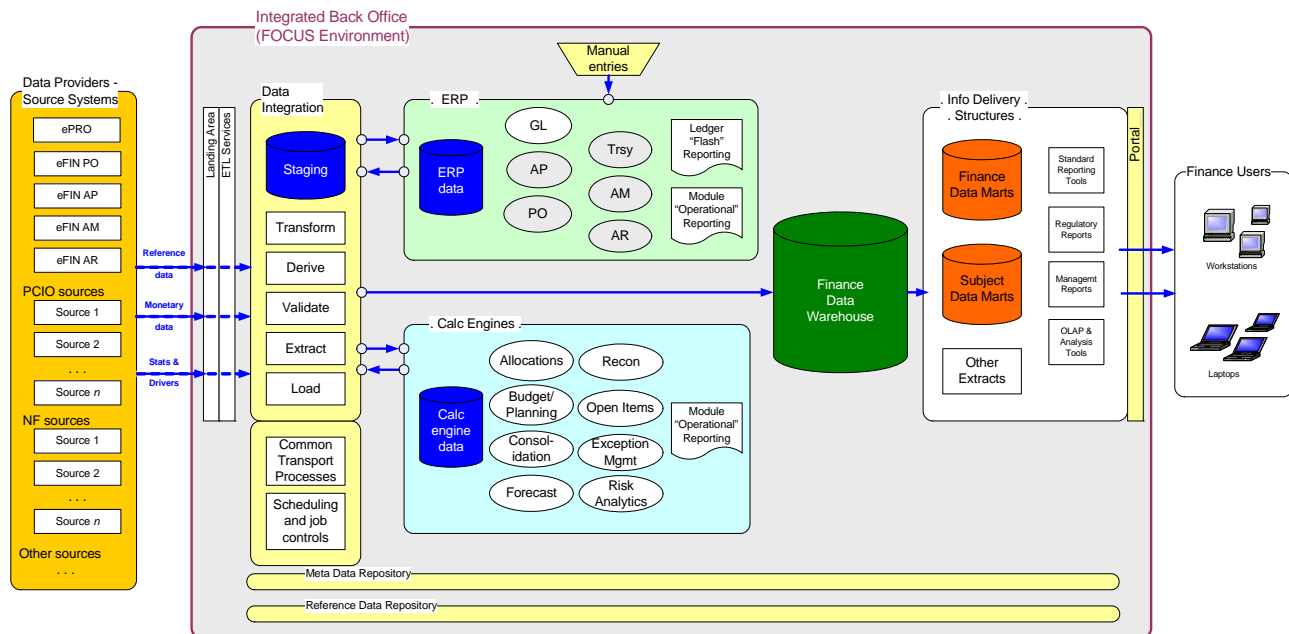 Integrated Back Office
(FOCUS Environment)
Data Providers -
Source Systems
ePRO
eFIN PO
eFIN AP
eFIN AM
eFIN AR
PCIO sources
Source 1
Source 2
. . .
Source n
NF sources
Source 1
Source 2
. . .
Source n
Other sources
. . .
Reference
data
Monetary
data
Stats &
Drivers
Landing Area
ETL Services
Data
Integration
Staging
Transform
Derive
Validate
Extract
Load
Common
Transport
Processes
Scheduling
and job
controls
Manual
entries
. ERP .
ERP
data
GL
AP
PO
Trsy
AM
AR
Ledger
“Flash”
Reporting
Module
“Operational”
Reporting
. Calc Engines .
Calc
engine
data
Allocations
Budget/
Planning
Consol-
idation
Forecast
Recon
Open Items
Exception
Mgmt
Risk
Analytics
Module
“Operational”
Reporting
Finance
Data
Warehouse
. Info Delivery .
. Structures .
Finance
Data Marts
Subject
Data Marts
Other
Extracts
Standard
Reporting
Tools
Regulatory
Reports
Managemt
Reports
OLAP &
Analysis
Tools
Portal
Finance Users
Workstations
Laptops
Meta Data Repository
Reference Data Repository